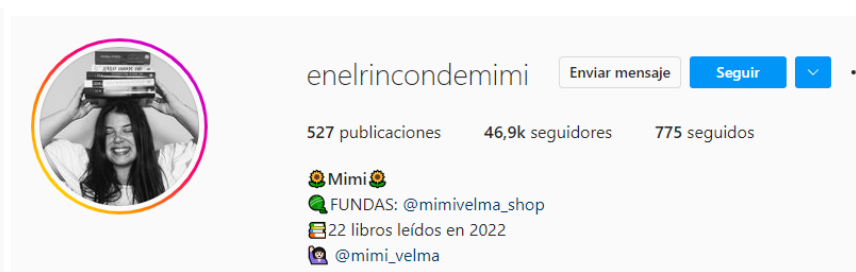 enelrincondemimi Enviar mensaje Seguir
527 publicaciones 46,9k seguidores 775 seguidos
🌻Mimi🌻
🧶FUNDAS: @mimivelma_shop
📚22 libros leídos en 2022
🙋🏻‍♀️ @mimi_velma